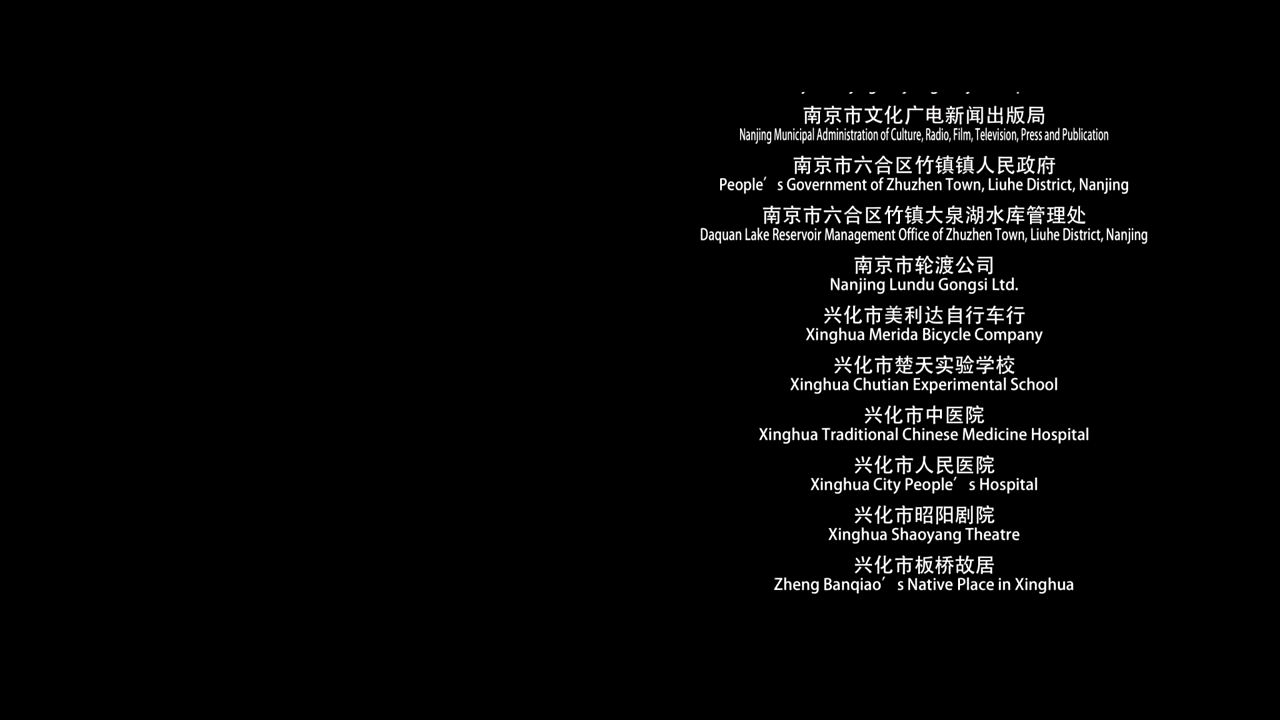 南京市文化广电新闻出版局
Nanjing Municipal Administration of Culture, Radio, Film, Television, Press and Publication
南京市六合区竹镇镇人民政府
People's Government of Zhuzhen Town, Liuhe District, Nanjing
南京市六合区竹镇大泉湖水库管理处
Daquan Lake Reservoir Management Office of Zhuzhen Town, Liuhe District, Nanjing
南京市轮渡公司
Nanjing Lundu Gongsi Ltd.
兴化市美利达自行车行
Xinghua Merida Bicycle Company
兴化市楚天实验学校
Xinghua Chutian Experimental School
兴化市中医院
Xinghua Traditional Chinese Medicine Hospital
兴化市人民医院
Xinghua City People's Hospital
兴化市昭阳剧院
Xinghua Shaoyang Theatre
兴化市板桥故居
Zheng Banqiao's Native Place in Xinghua